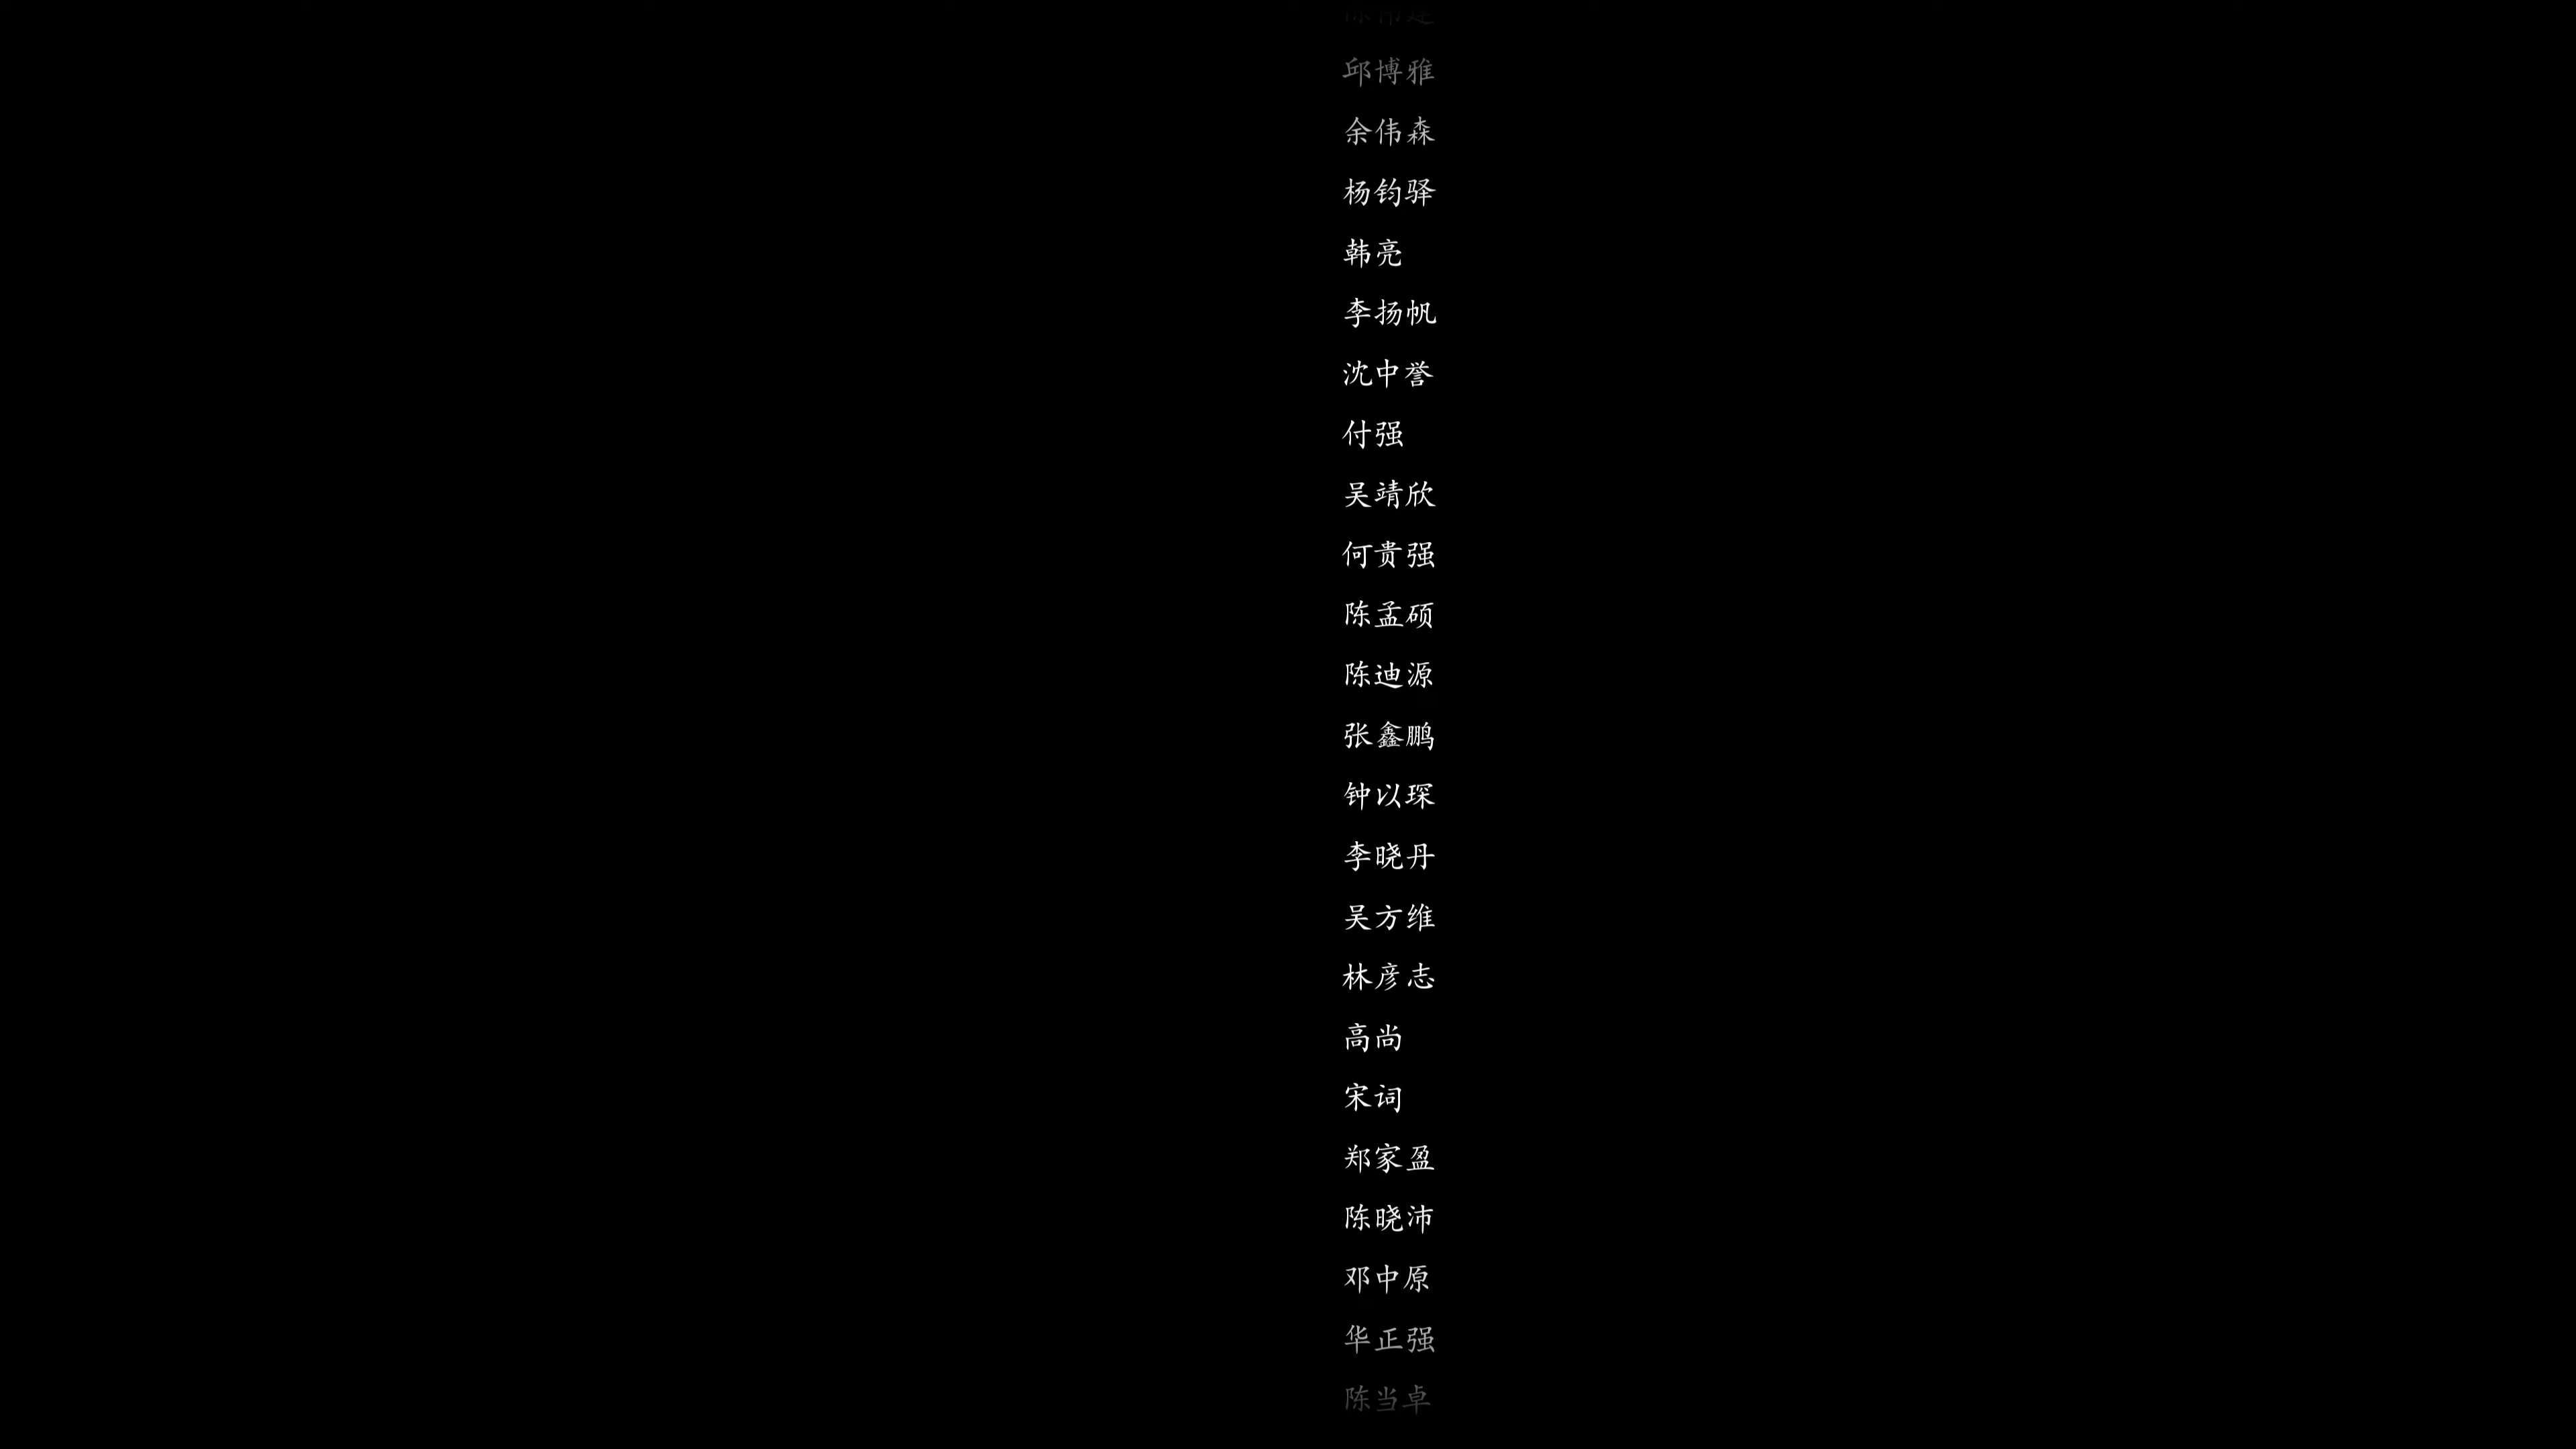 邱博雅
余伟森
杨钧驿
韩亮
李扬帆
沈中誉
付强
吴靖欣
何贵强
陈孟硕
陈迪源
张鑫鹏
钟以琛
李晓丹
吴方维
林彦志
高尚
宋词
郑家盈
陈晓沛
邓中原
华正强
陈当卓